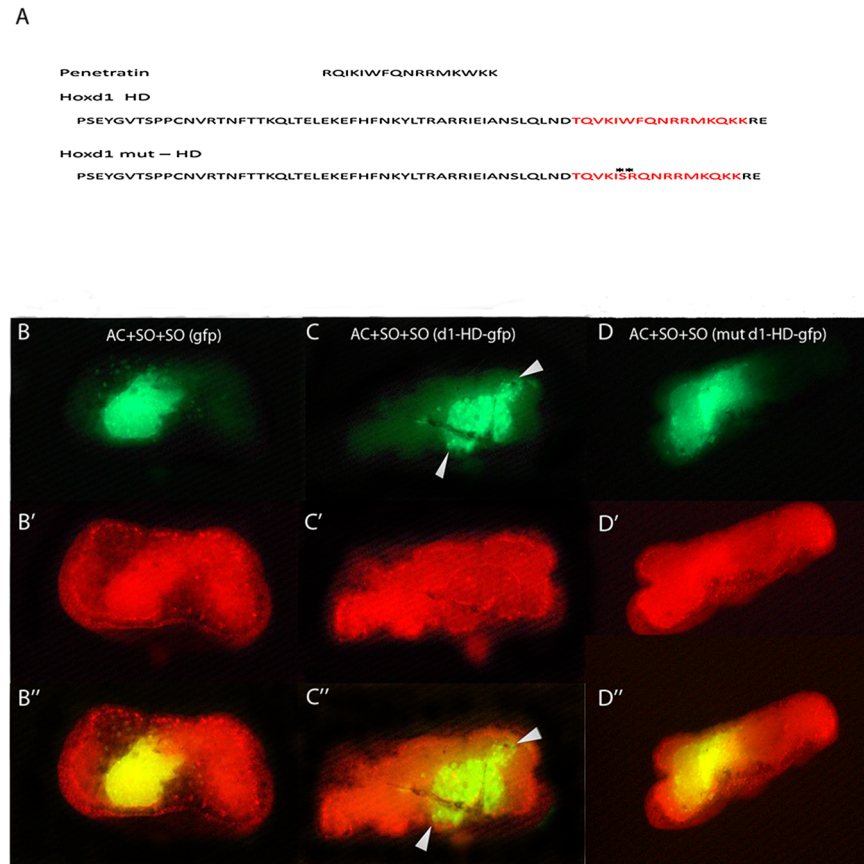 A
Penetratin RQIKIWFQNRRMKWKK
Hoxd1 HD
PSEYGVTSPPCNVRTNFTTKQLTELEKEFHFNKYLTRARRIEIANSLQLNDTQVKIWFQNRRMKQKKRE
Hoxd1 mut – HD
**
PSEYGVTSPPCNVRTNFTTKQLTELEKEFHFNKYLTRARRIEIANSLQLNDTQVKISRQNRRMKQKKRE
B AC+SO+SO (gfp)
C AC+SO+SO (d1-HD-gfp)
D AC+SO+SO (mut d1-HD-gfp)
B′
C′
D′
B″
C″
D″